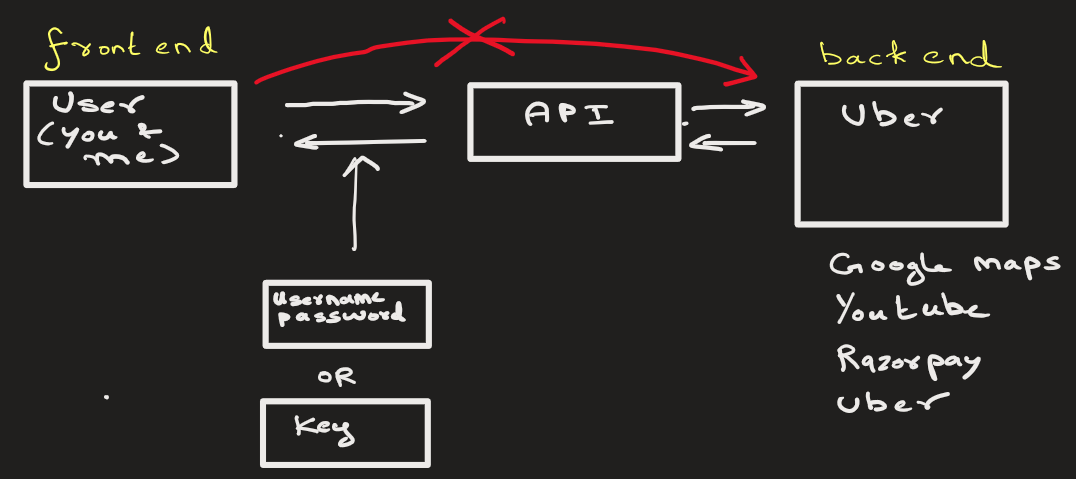 front end
back end
User
(you &
me)
API
Uber
Username
password
OR
Key
Google maps
Youtube
Razorpay
Uber